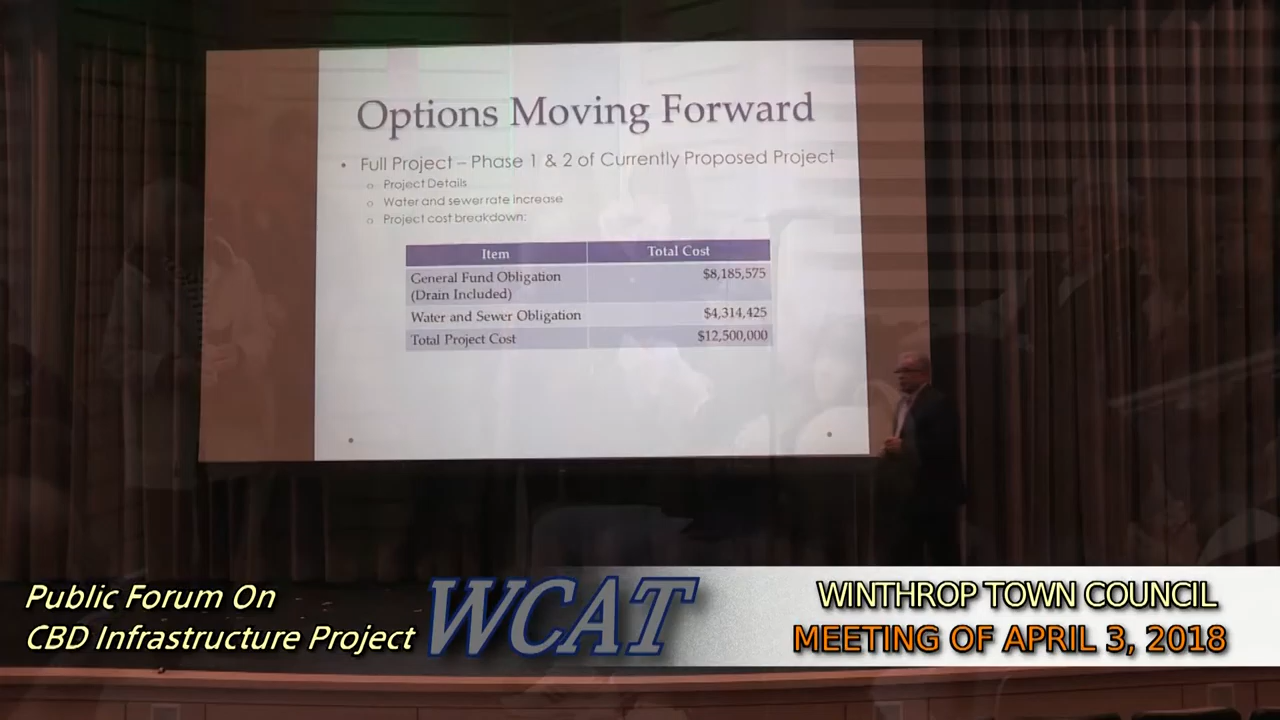 Options Moving Forward
• Full Project – Phase 1 & 2 of Currently Proposed Project
o Project Details
o Water and sewer rate increase
o Project cost breakdown:
Item Total Cost
General Fund Obligation $8,185,575
(Drain Included)
Water and Sewer Obligation $4,314,425
Total Project Cost $12,500,000
Public Forum On
CBD Infrastructure Project
WCAT
WINTHROP TOWN COUNCIL
MEETING OF APRIL 3, 2018